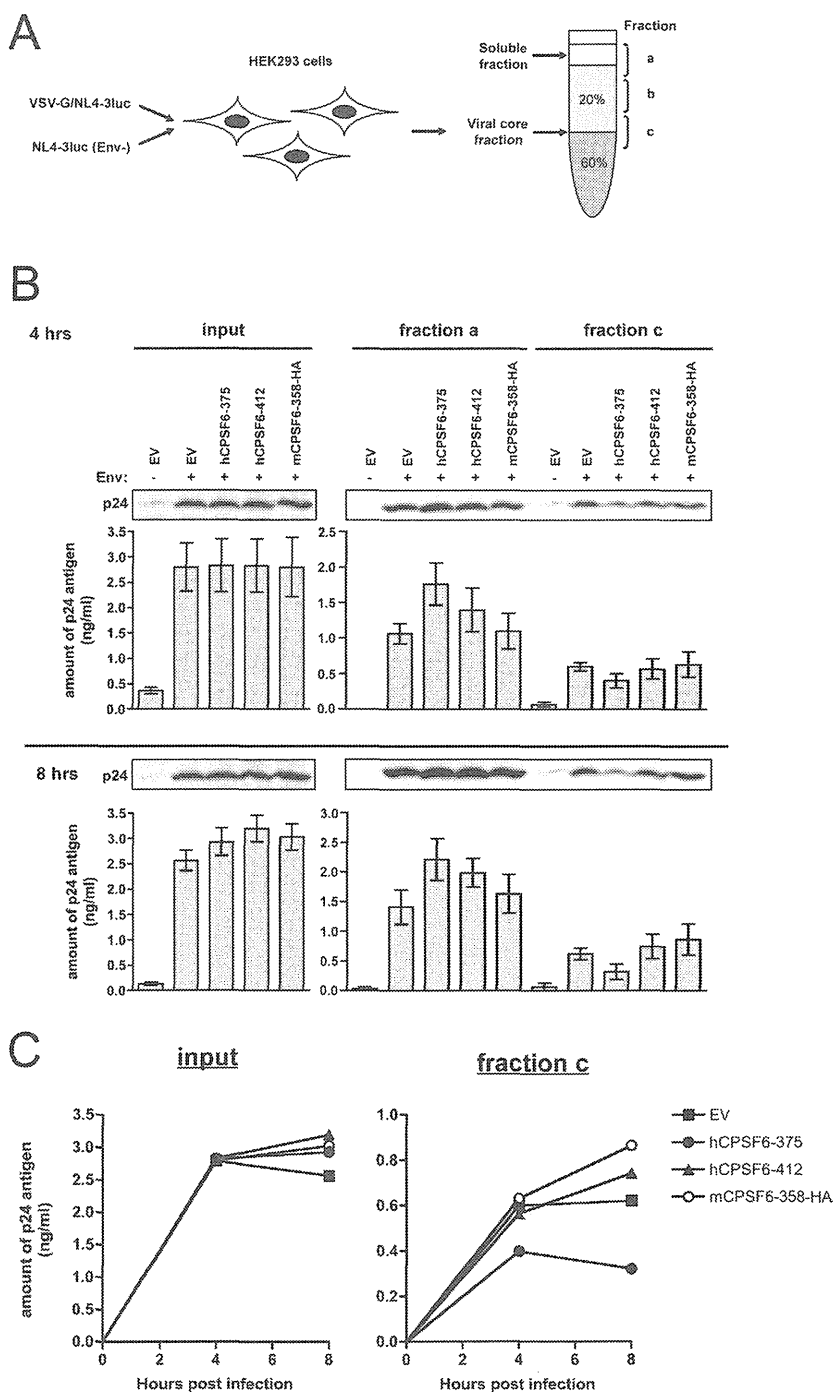 A
HEK293 cells
VSV-G/NL4-3luc
NL4-3luc (Env-)
Soluble fraction
Viral core fraction
Fraction
a
b
c
20%
60%
B
4 hrs
input
fraction a
fraction c
EV
EV
hCPSF6-375
hCPSF6-412
mCPSF6-358-HA
EV
EV
hCPSF6-375
hCPSF6-412
mCPSF6-358-HA
EV
EV
hCPSF6-375
hCPSF6-412
mCPSF6-358-HA
Env: - + + + + - + + + + - + + + +
p24
amount of p24 antigen (ng/ml)
3.5
3.0
2.5
2.0
1.5
1.0
0.5
0.0
2.5
2.0
1.5
1.0
0.5
0.0
8 hrs
p24
amount of p24 antigen (ng/ml)
3.5
3.0
2.5
2.0
1.5
1.0
0.5
0.0
3.0
2.5
2.0
1.5
1.0
0.5
0.0
C
input
amount of p24 antigen (ng/ml)
3.5
3.0
2.5
2.0
1.5
1.0
0.5
0.0
0 2 4 6 8
Hours post infection
fraction c
1.0
0.8
0.6
0.4
0.2
0.0
0 2 4 6 8
Hours post infection
EV
hCPSF6-375
hCPSF6-412
mCPSF6-358-HA